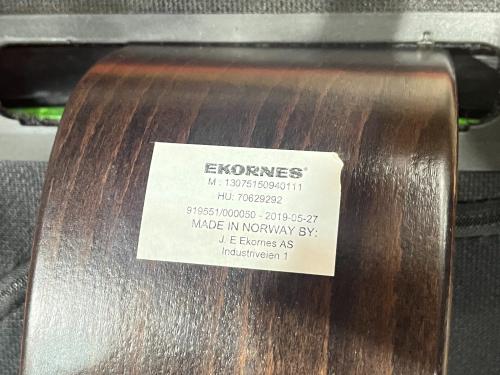 EKORNES®
M : 13075150940111
HU: 70629292
919551/000050 - 2019-05-27
MADE IN NORWAY BY:
J. E Ekornes AS
Industriveien 1